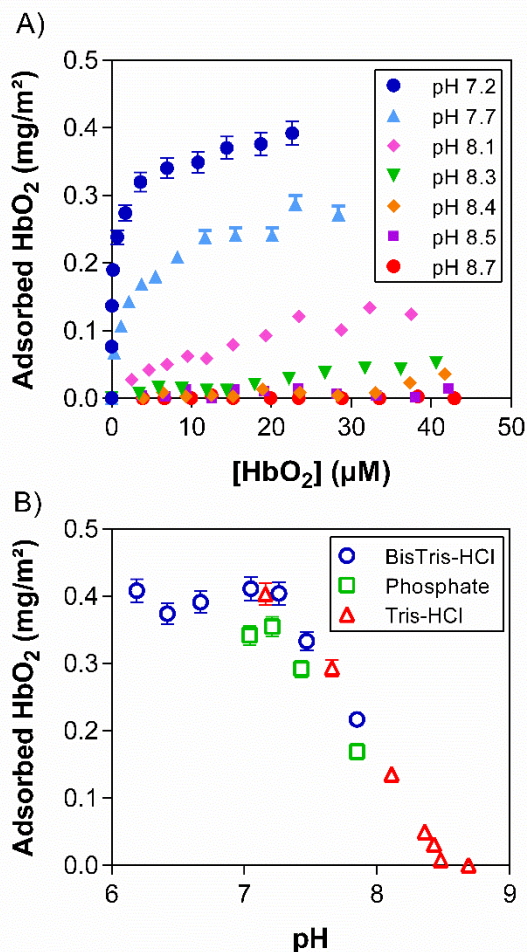 A)
Adsorbed HbO₂ (mg/m²)
0.5
0.4
0.3
0.2
0.1
0.0
pH 7.2
pH 7.7
pH 8.1
pH 8.3
pH 8.4
pH 8.5
pH 8.7
0 10 20 30 40 50
[HbO₂] (µM)
B)
Adsorbed HbO₂ (mg/m²)
0.5
0.4
0.3
0.2
0.1
0.0
BisTris-HCl
Phosphate
Tris-HCl
6 7 8 9
pH